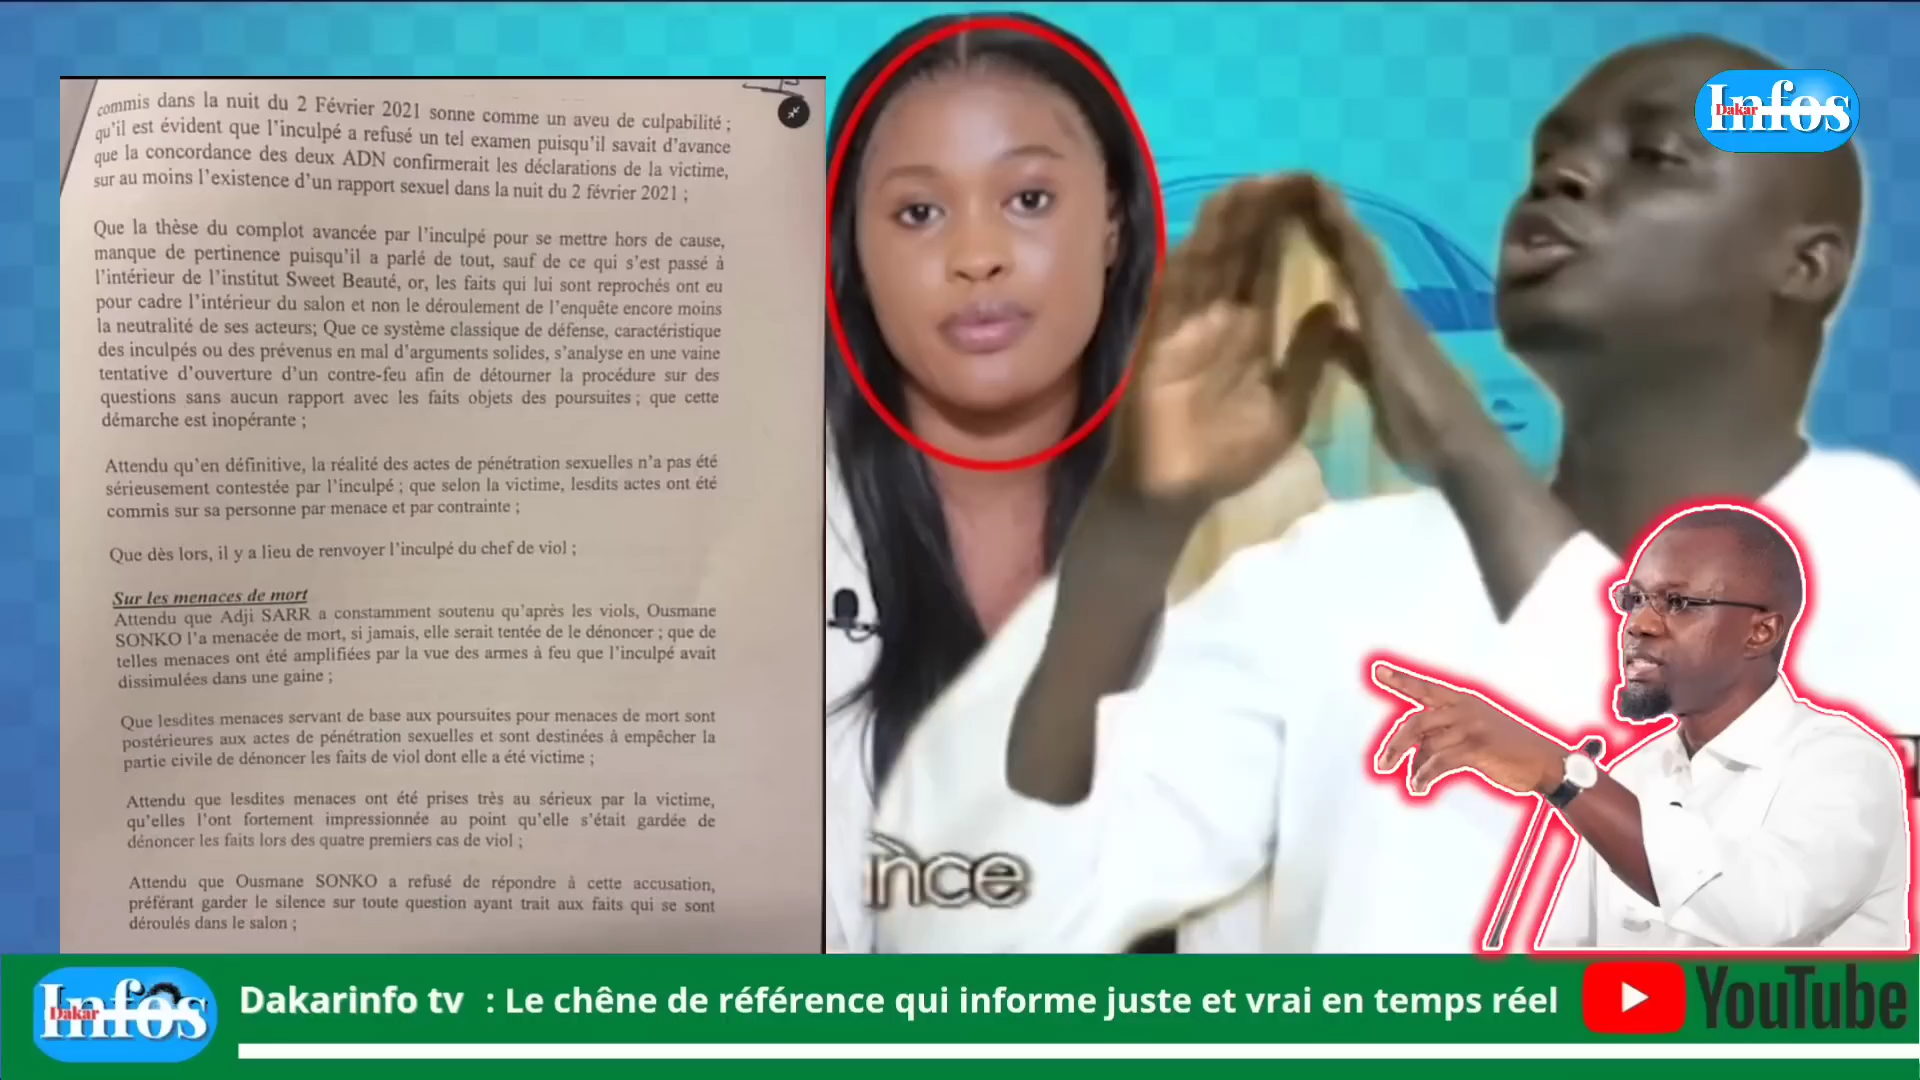 commis dans la nuit du 2 Février 2021 sonne comme un aveu de culpabilité ;
qu’il est évident que l’inculpé a refusé un tel examen puisqu’il savait d’avance
que la concordance des deux ADN confirmerait les déclarations de la victime,
sur au moins l’existence d’un rapport sexuel dans la nuit du 2 février 2021 ;
Que la thèse du complot avancée par l’inculpé pour se mettre hors de cause,
manque de pertinence puisqu’il a parlé de tout, sauf de ce qui s’est passé à
l’intérieur de l’institut Sweet Beauté, or, les faits qui lui sont reprochés ont eu
pour cadre l’intérieur du salon et non le déroulement de l’enquête encore moins
la neutralité de ses acteurs; Que ce système classique de défense, caractéristique
des inculpés ou des prévenus en mal d’arguments solides, s’analyse en une vaine
tentative d’ouverture d’un contre-feu afin de détourner la procédure sur des
questions sans aucun rapport avec les faits objets des poursuites ; que cette
démarche est inopérante ;
Attendu qu’en définitive, la réalité des actes de pénétration sexuelles n’a pas été
sérieusement contestée par l’inculpé ; que selon la victime, lesdits actes ont été
commis sur sa personne par menace et par contrainte ;
Que dès lors, il y a lieu de renvoyer l’inculpé du chef de viol ;
Sur les menaces de mort
Attendu que Adji SARR a constamment soutenu qu’après les viols, Ousmane
SONKO l’a menacée de mort, si jamais, elle serait tentée de le dénoncer ; que de
telles menaces ont été amplifiées par la vue des armes à feu que l’inculpé avait
dissimulées dans une gaine ;
Que lesdites menaces servant de base aux poursuites pour menaces de mort sont
postérieures aux actes de pénétration sexuelles et sont destinées à empêcher la
partie civile de dénoncer les faits de viol dont elle a été victime ;
Attendu que lesdites menaces ont été prises très au sérieux par la victime,
qu’elles l’ont fortement impressionnée au point qu’elle s’était gardée de
dénoncer les faits lors des quatre premiers cas de viol ;
Attendu que Ousmane SONKO a refusé de répondre à cette accusation,
préférant garder le silence sur toute question ayant trait aux faits qui se sont
déroulés dans le salon ;
Dakar Infos
ince
Dakar Infos
Dakarinfo tv : Le chêne de référence qui informe juste et vrai en temps réel
YouTube